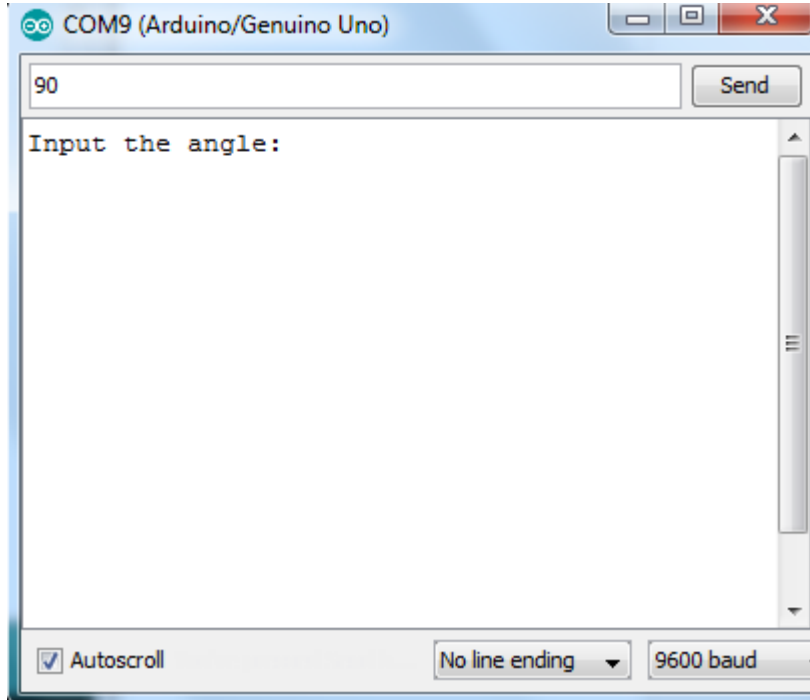 COM9 (Arduino/Genuino Uno)
90
Send
Input the angle:
Autoscroll
No line ending
9600 baud